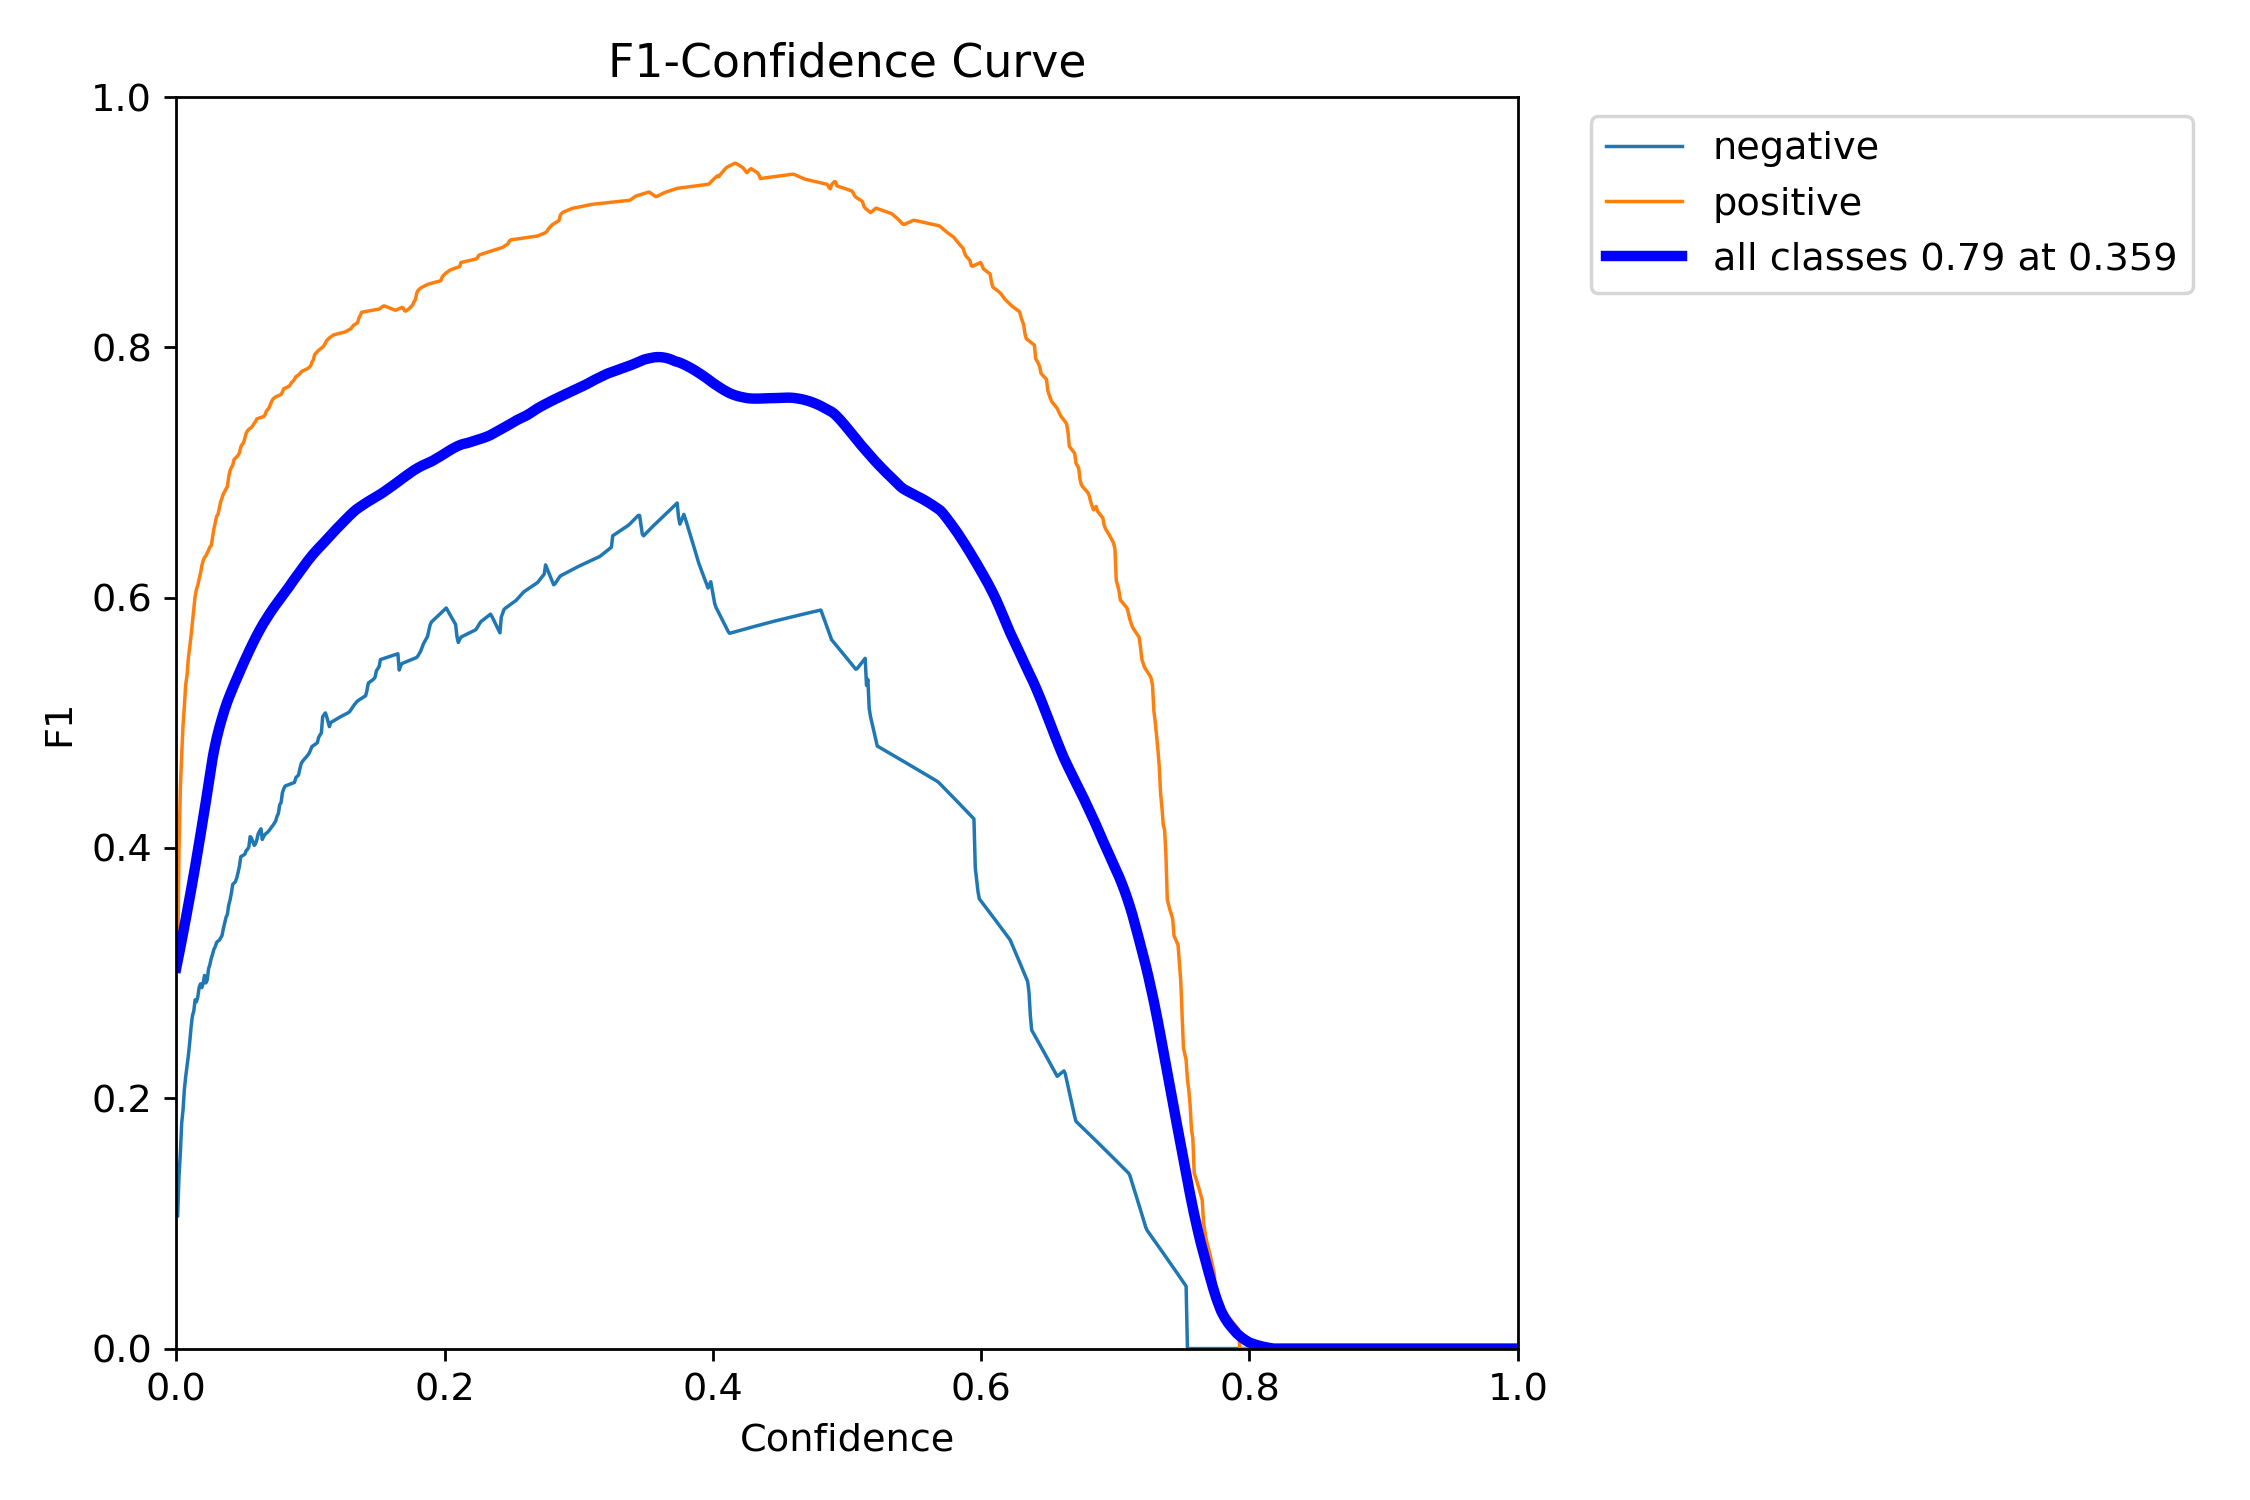 F1-Confidence Curve
1.0
0.8
0.6
0.4
0.2
0.0
F1
0.0 0.2 0.4 0.6 0.8 1.0
Confidence
negative
positive
all classes 0.79 at 0.359